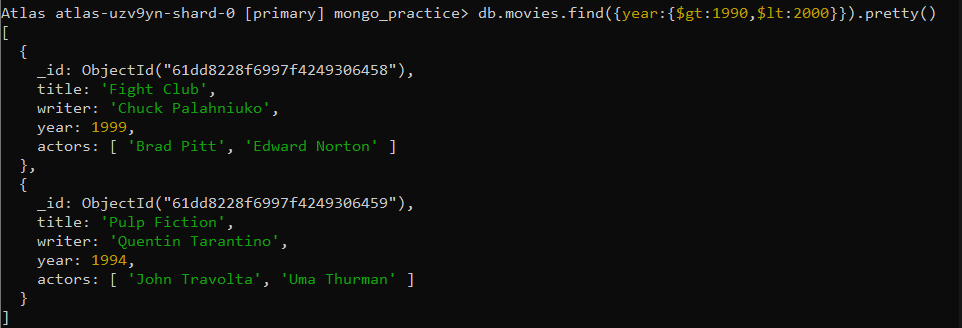 Atlas atlas-uzv9yn-shard-0 [primary] mongo_practice> db.movies.find({year:{$gt:1990,$lt:2000}}).pretty()
[
  {
    _id: ObjectId("61dd8228f6997f4249306458"),
    title: 'Fight Club',
    writer: 'Chuck Palahniuko',
    year: 1999,
    actors: [ 'Brad Pitt', 'Edward Norton' ]
  },
  {
    _id: ObjectId("61dd8228f6997f4249306459"),
    title: 'Pulp Fiction',
    writer: 'Quentin Tarantino',
    year: 1994,
    actors: [ 'John Travolta', 'Uma Thurman' ]
  }
]